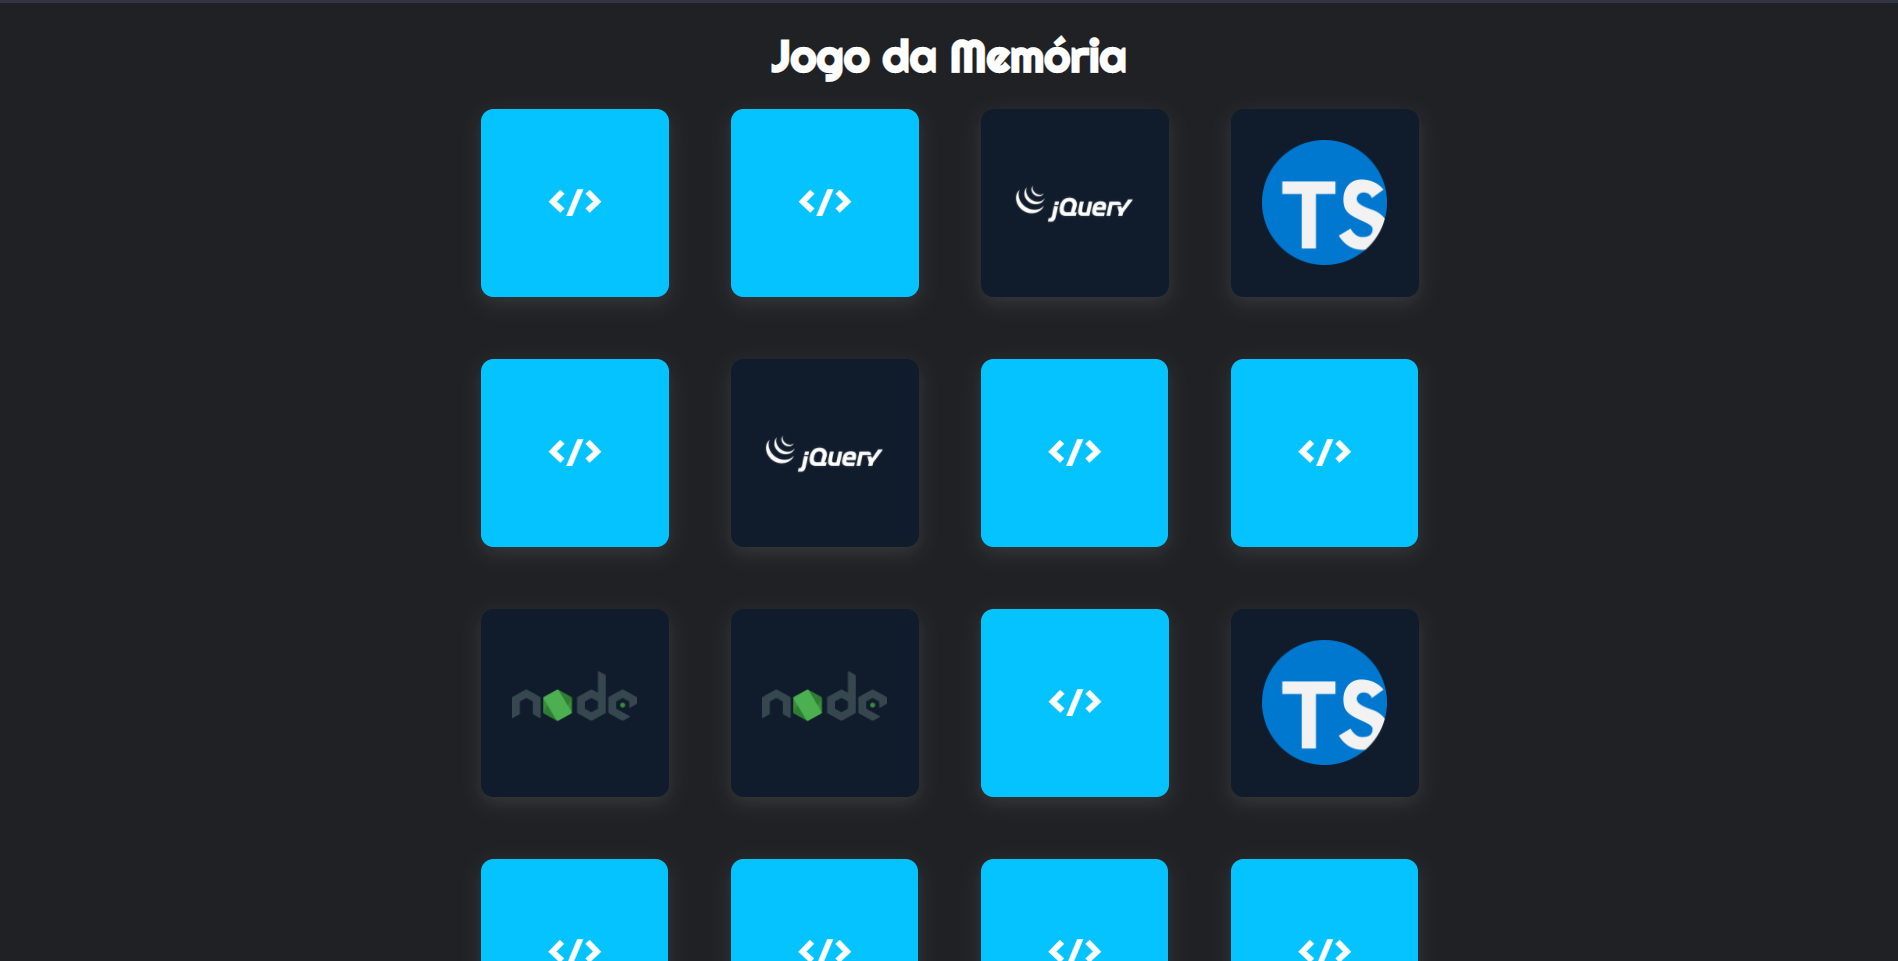 Jogo da Memória
</> </> jQuery TS
</> jQuery </> </>
node node </> TS
</> </> </> </>